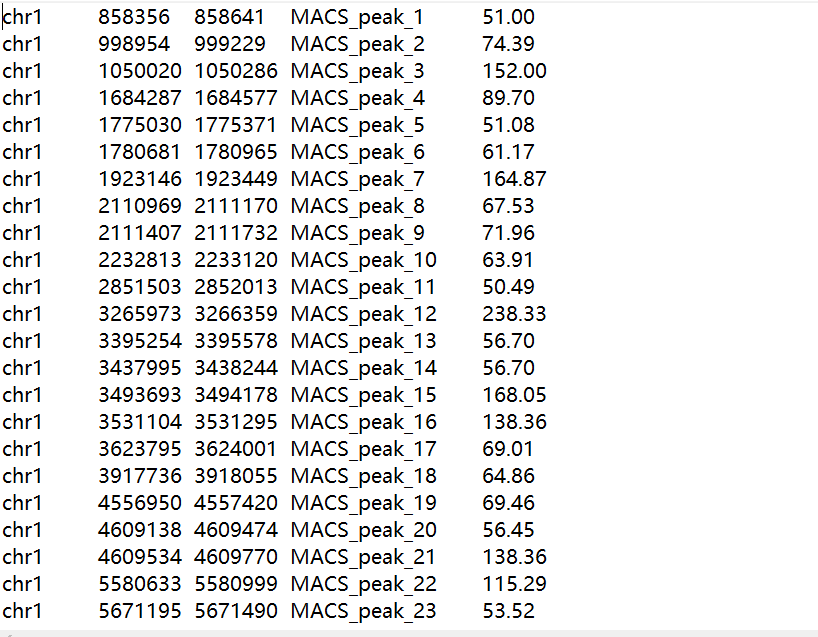 chr1 858356 858641 MACS_peak_1 51.00
chr1 998954 999229 MACS_peak_2 74.39
chr1 1050020 1050286 MACS_peak_3 152.00
chr1 1684287 1684577 MACS_peak_4 89.70
chr1 1775030 1775371 MACS_peak_5 51.08
chr1 1780681 1780965 MACS_peak_6 61.17
chr1 1923146 1923449 MACS_peak_7 164.87
chr1 2110969 2111170 MACS_peak_8 67.53
chr1 2111407 2111732 MACS_peak_9 71.96
chr1 2232813 2233120 MACS_peak_10 63.91
chr1 2851503 2852013 MACS_peak_11 50.49
chr1 3265973 3266359 MACS_peak_12 238.33
chr1 3395254 3395578 MACS_peak_13 56.70
chr1 3437995 3438244 MACS_peak_14 56.70
chr1 3493693 3494178 MACS_peak_15 168.05
chr1 3531104 3531295 MACS_peak_16 138.36
chr1 3623795 3624001 MACS_peak_17 69.01
chr1 3917736 3918055 MACS_peak_18 64.86
chr1 4556950 4557420 MACS_peak_19 69.46
chr1 4609138 4609474 MACS_peak_20 56.45
chr1 4609534 4609770 MACS_peak_21 138.36
chr1 5580633 5580999 MACS_peak_22 115.29
chr1 5671195 5671490 MACS_peak_23 53.52